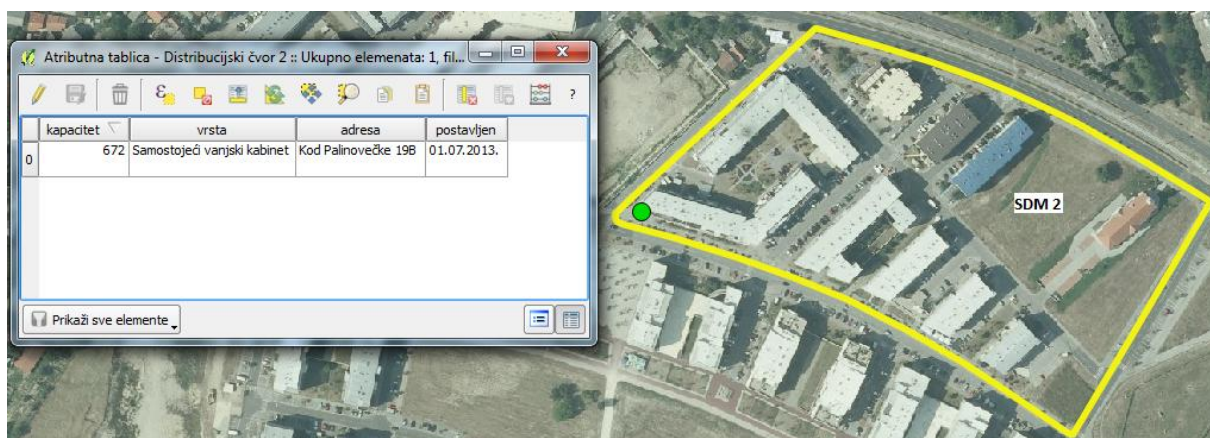 Atributna tablica - Distribucijski čvor 2 :: Ukupno elemenata: 1, fil...
kapacitet vrsta adresa postavljen
0 672 Samostojeći vanjski kabinet Kod Palinovečke 19B 01.07.2013.
Prikaži sve elemente
SDM 2